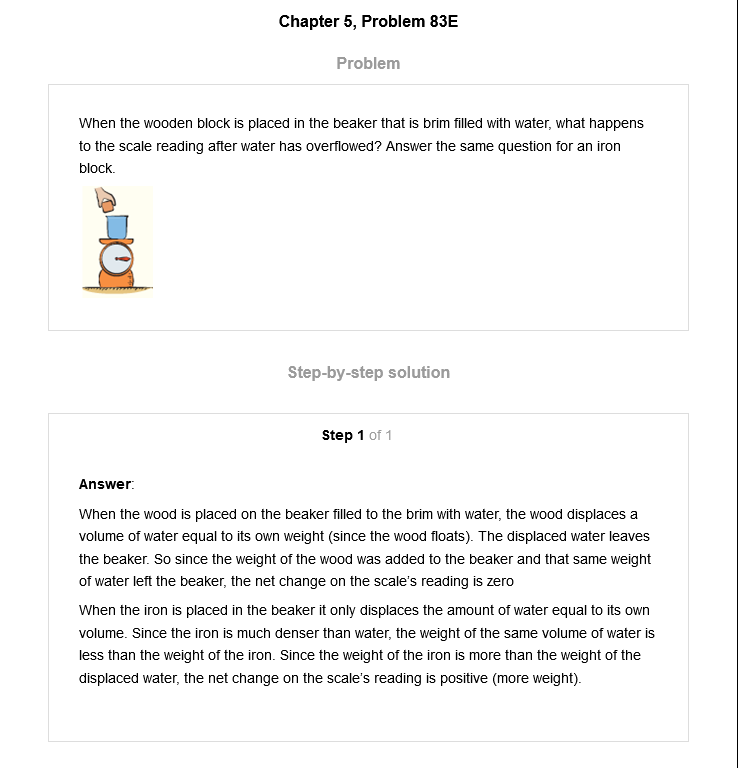 Chapter 5, Problem 83E
Problem
When the wooden block is placed in the beaker that is brim filled with water, what happens
to the scale reading after water has overflowed? Answer the same question for an iron
block.
Step-by-step solution
Step 1 of 1
Answer:
When the wood is placed on the beaker filled to the brim with water, the wood displaces a
volume of water equal to its own weight (since the wood floats). The displaced water leaves
the beaker. So since the weight of the wood was added to the beaker and that same weight
of water left the beaker, the net change on the scale's reading is zero
When the iron is placed in the beaker it only displaces the amount of water equal to its own
volume. Since the iron is much denser than water, the weight of the same volume of water is
less than the weight of the iron. Since the weight of the iron is more than the weight of the
displaced water, the net change on the scale's reading is positive (more weight).